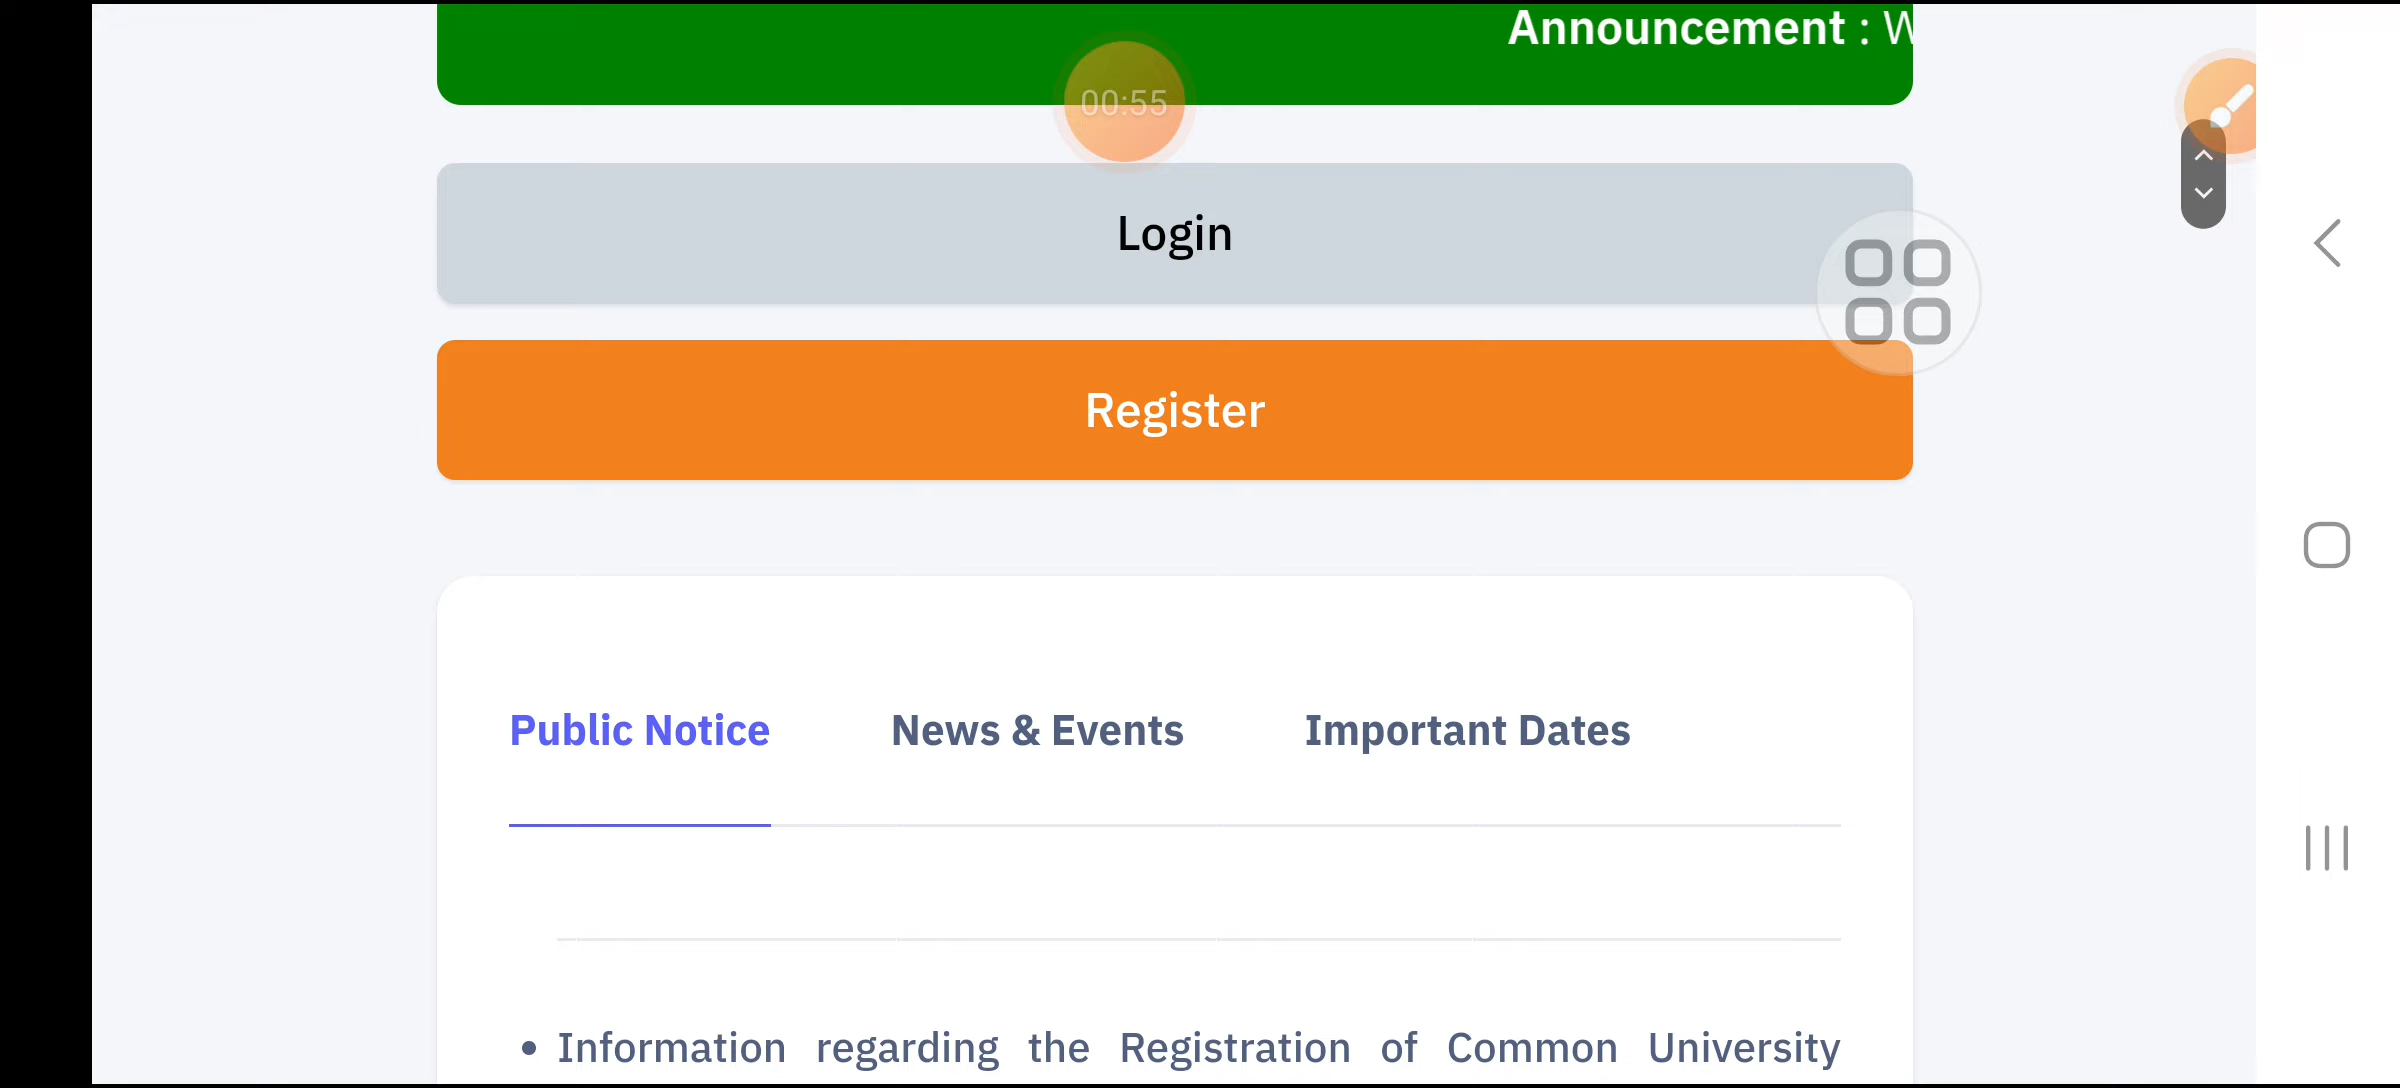 Announcement : W
00:55
Login
Register
Public Notice News & Events Important Dates
• Information regarding the Registration of Common University